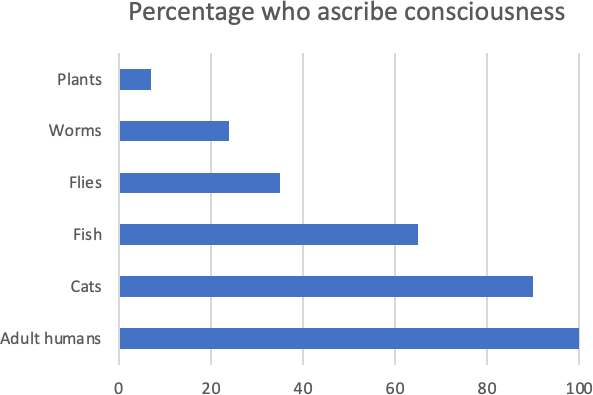 Percentage who ascribe consciousness
Plants
Worms
Flies
Fish
Cats
Adult humans
0 20 40 60 80 100